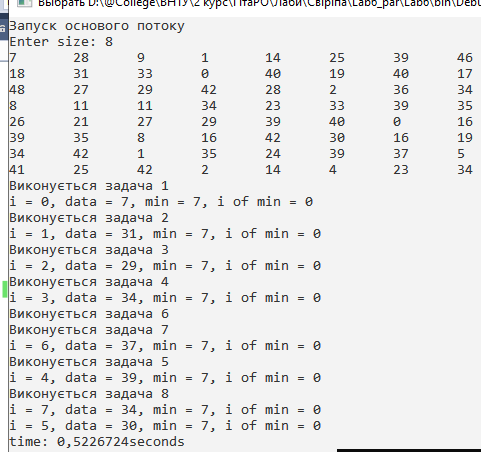 Выбрать D:\@College\ВНТУ\2 курс\ПтаРО\Лаби\Свіріпа\Labo_par\Labo\bin\Debu
Запуск основого потоку
Enter size: 8
7 28 9 1 14 25 39 46
18 31 33 0 40 19 40 17
48 27 29 42 28 2 36 34
8 11 11 34 23 33 39 35
26 21 27 29 39 40 0 16
39 35 8 16 42 30 16 19
34 42 1 35 24 39 37 5
41 25 42 2 14 4 23 34
Виконується задача 1
i = 0, data = 7, min = 7, i of min = 0
Виконується задача 2
i = 1, data = 31, min = 7, i of min = 0
Виконується задача 3
i = 2, data = 29, min = 7, i of min = 0
Виконується задача 4
i = 3, data = 34, min = 7, i of min = 0
Виконується задача 6
Виконується задача 7
i = 6, data = 37, min = 7, i of min = 0
Виконується задача 5
i = 4, data = 39, min = 7, i of min = 0
Виконується задача 8
i = 7, data = 34, min = 7, i of min = 0
i = 5, data = 30, min = 7, i of min = 0
time: 0,5226724seconds